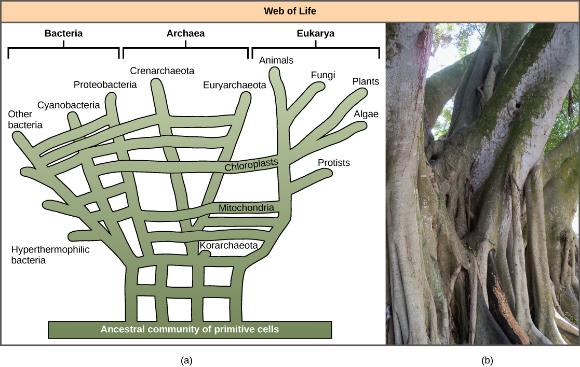 Web of Life
Bacteria
Archaea
Eukarya
Animals
Crenarchaeota
Fungi
Proteobacteria
Euryarchaeota
Plants
Cyanobacteria
Other
bacteria
Algae
Chloroplasts
Protists
Mitochondria
Hyperthermophilic
bacteria
Korarchaeota
Ancestral community of primitive cells
(a)
(b)